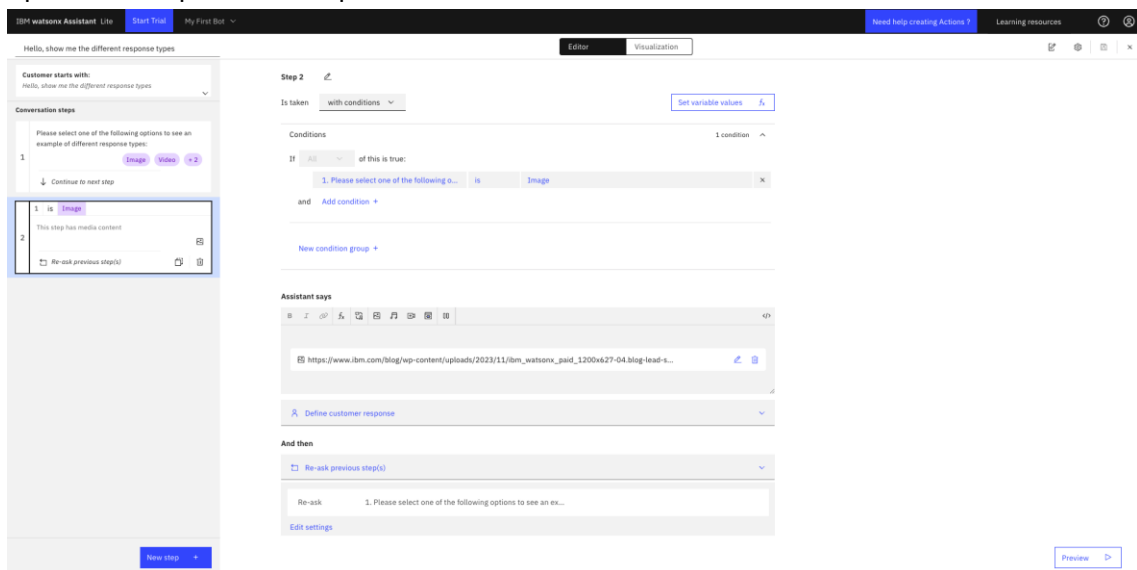 IBM watsonx Assistant Lite Start Trial My First Bot Need help creating Actions ? Learning resources
Hello, show me the different response types Editor Visualization
Customer starts with:
Hello, show me the different response types
Conversation steps
1
Please select one of the following options to see an
example of different response types:
Image Video + 2
Continue to next step
2
1 is Image
This step has media content
Re-ask previous step(s)
New step +
Step 2
Is taken with conditions Set variable values fx
Conditions 1 condition
If All of this is true:
1. Please select one of the following o... is Image ×
and Add condition +
New condition group +
Assistant says
B I fx </>
https://www.ibm.com/blog/wp-content/uploads/2023/11/ibm_watsonx_paid_1200x627-04.blog-lead-s...
Define customer response
And then
Re-ask previous step(s)
Re-ask 1. Please select one of the following options to see an ex...
Edit settings
Preview